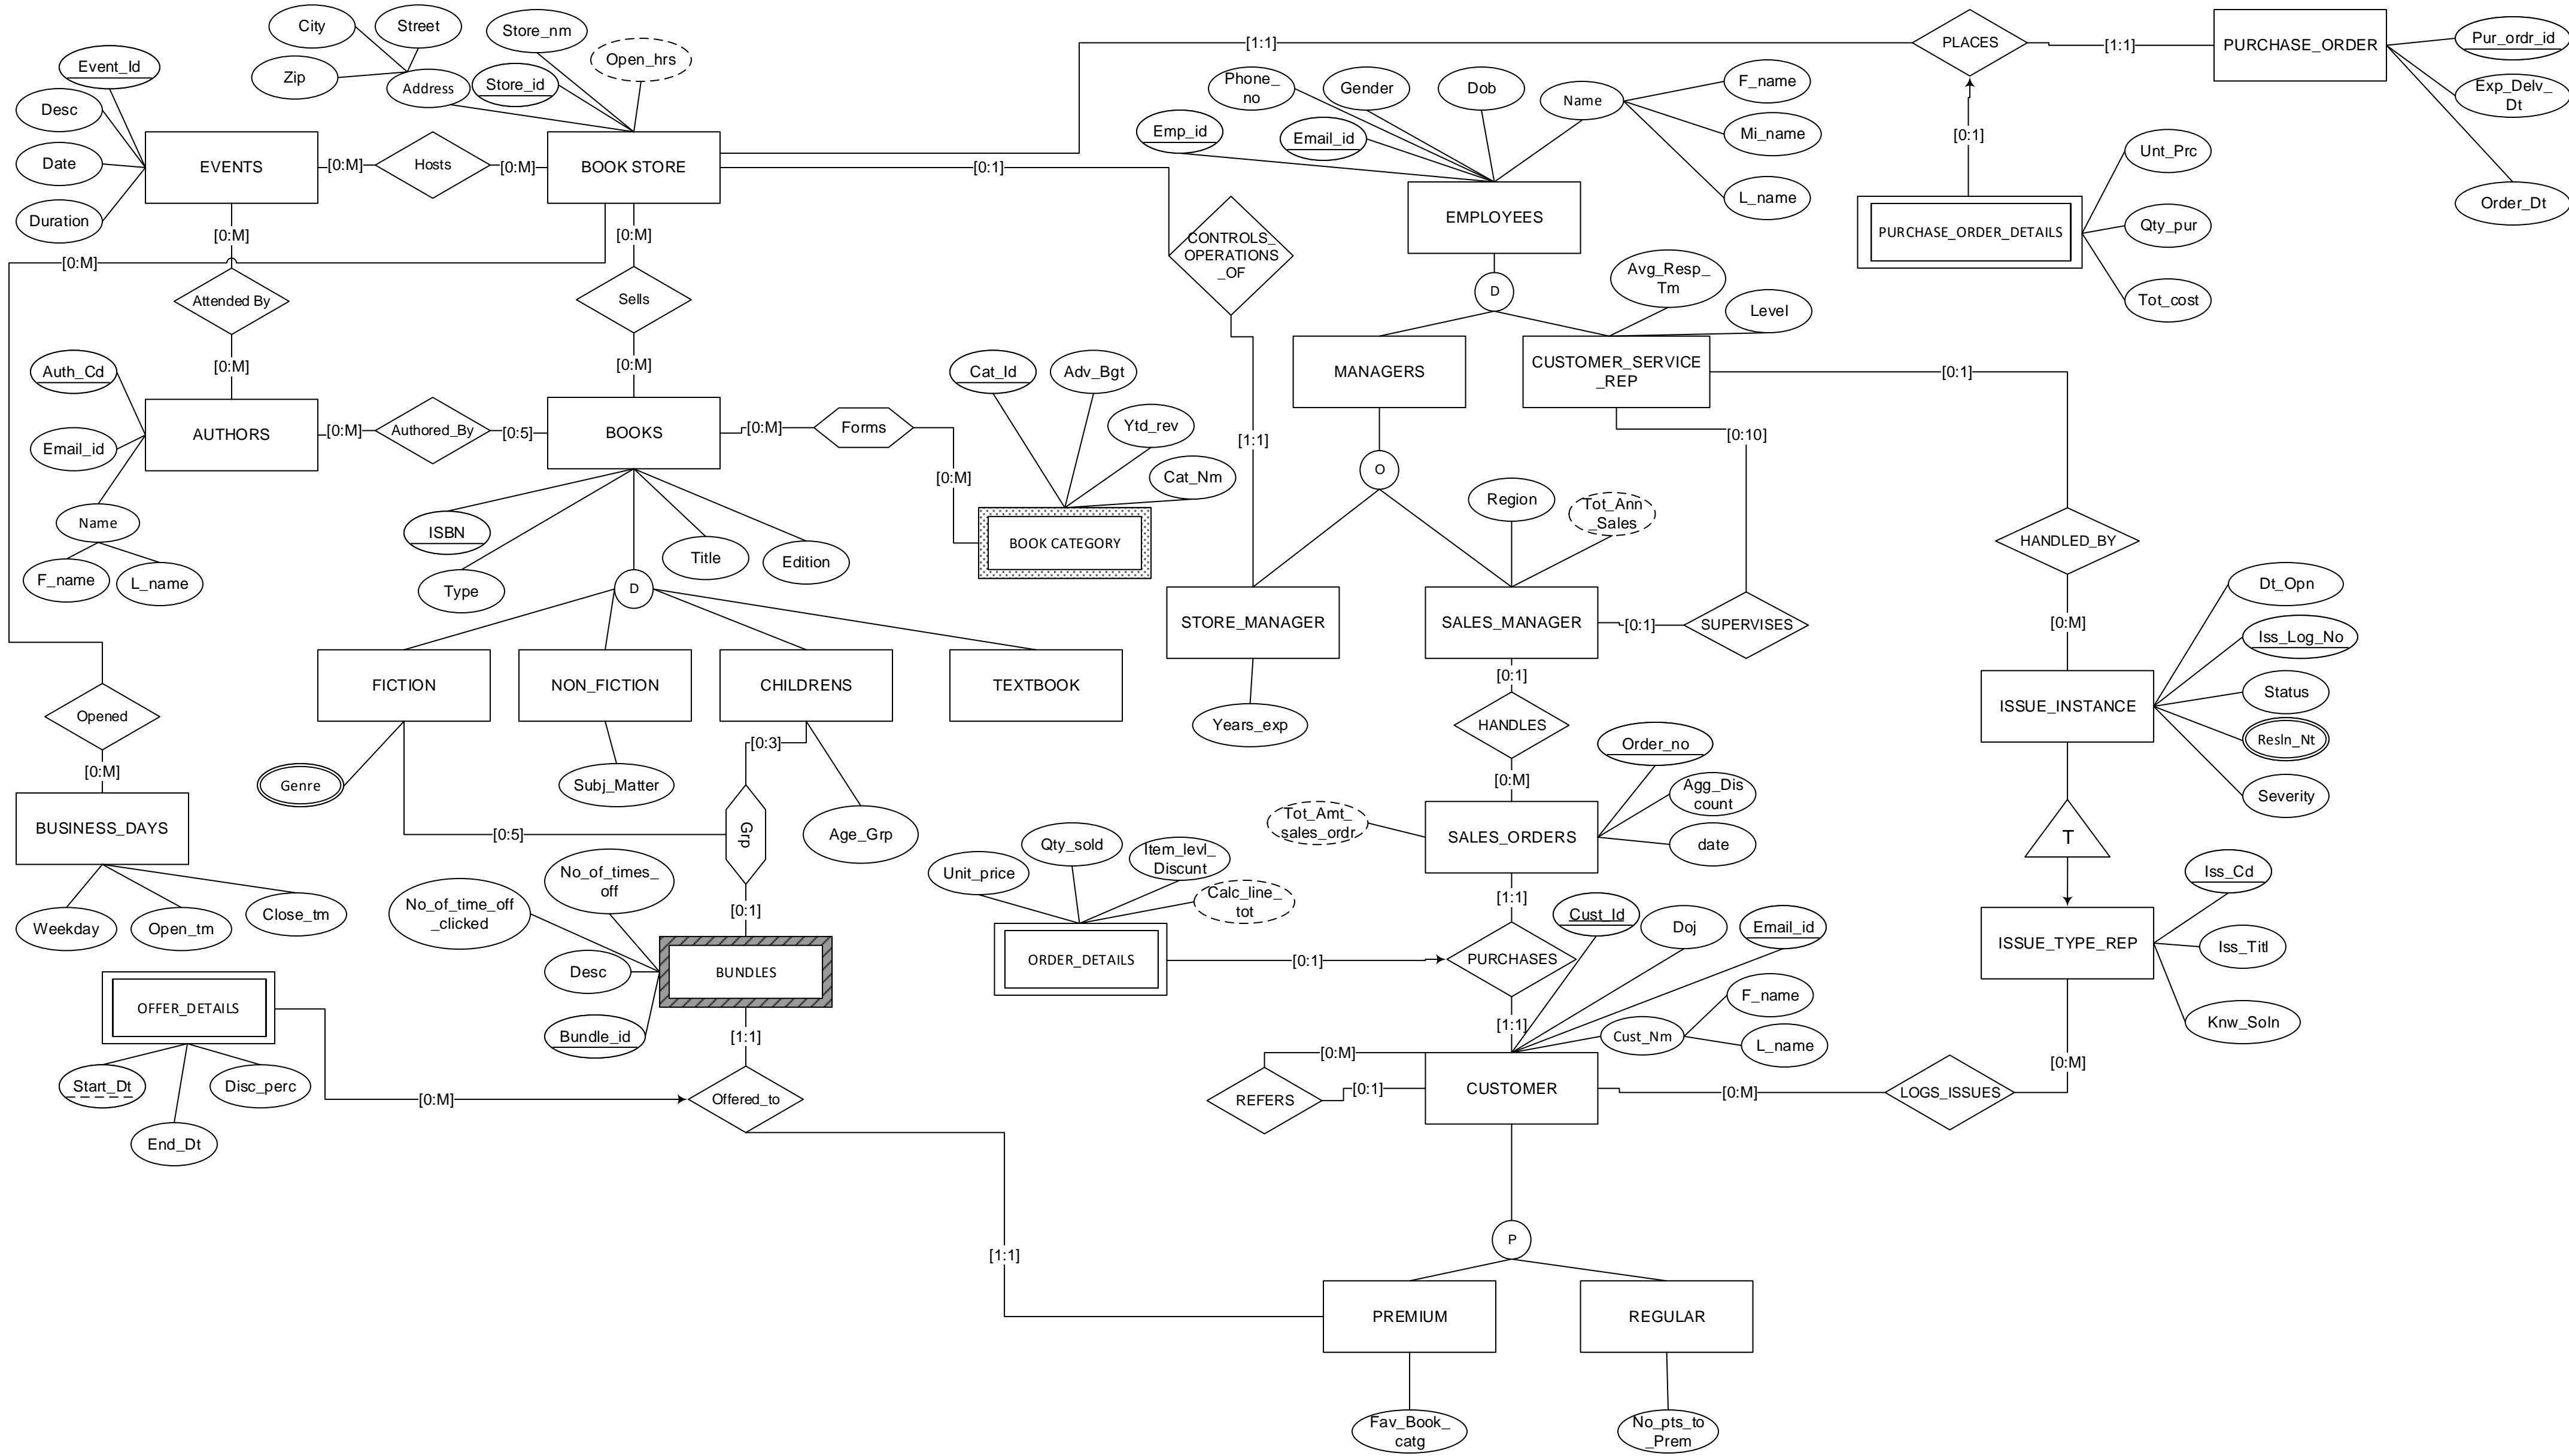 City
Street
Store_nm
Open_hrs
Event_Id
Zip
Address
Store_id
Desc
Date
Duration
EVENTS
[0:M]
Hosts
[0:M]
BOOK STORE
[1:1]
PLACES
[1:1]
PURCHASE_ORDER
Pur_ordr_id
Exp_Delv_
Dt
Order_Dt
[0:1]
Phone_
no
Gender
Dob
Name
F_name
Mi_name
L_name
Emp_id
Email_id
EMPLOYEES
[0:1]
PURCHASE_ORDER_DETAILS
Unt_Prc
Qty_pur
Tot_cost
[0:M]
[0:M]
[0:M]
Attended By
Sells
CONTROLS_
OPERATIONS
_OF
D
Avg_Resp_
Tm
Level
[0:M]
[0:M]
MANAGERS
CUSTOMER_SERVICE
_REP
[0:1]
Auth_Cd
Email_id
Name
F_name
L_name
AUTHORS
[0:M]
Authored_By
[0:5]
BOOKS
[0:M]
Forms
[0:M]
Cat_Id
Adv_Bgt
Ytd_rev
Cat_Nm
BOOK CATEGORY
[1:1]
O
[0:10]
Region
Tot_Ann
_Sales
HANDLED_BY
ISBN
Type
Title
Edition
D
Dt_Opn
Iss_Log_No
Status
Resln_Nt
Severity
[0:M]
STORE_MANAGER
SALES_MANAGER
[0:1]
SUPERVISES
FICTION
NON_FICTION
CHILDRENS
TEXTBOOK
[0:1]
ISSUE_INSTANCE
Opened
Years_exp
HANDLES
[0:3]
[0:M]
Genre
Subj_Matter
[0:M]
Order_no
Agg_Dis
count
date
BUSINESS_DAYS
[0:5]
Grp
Age_Grp
Tot_Amt_
sales_ordr
SALES_ORDERS
T
No_of_times_
off
No_of_time_off
_clicked
Qty_sold
Item_levl_
Discunt
Unit_price
Calc_line_
tot
Iss_Cd
Iss_Titl
Knw_Soln
Weekday
Open_tm
Close_tm
[0:1]
[1:1]
Cust_Id
Doj
Email_id
ISSUE_TYPE_REP
Desc
BUNDLES
ORDER_DETAILS
[0:1]
PURCHASES
OFFER_DETAILS
Bundle_id
[1:1]
[1:1]
F_name
Cust_Nm
L_name
[0:M]
[0:M]
Start_Dt
Disc_perc
End_Dt
[0:M]
Offered_to
REFERS
[0:1]
CUSTOMER
[0:M]
LOGS_ISSUES
[1:1]
P
PREMIUM
REGULAR
Fav_Book_
catg
No_pts_to
_Prem